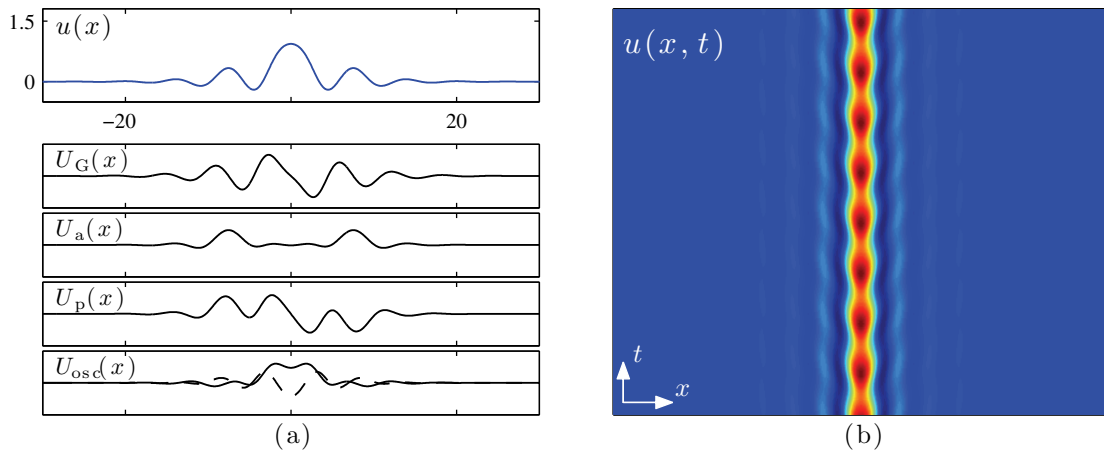 1.5
u(x)
0
−20
20
U_G(x)
U_a(x)
U_p(x)
U_osc(x)
(a)
u(x, t)
t
x
(b)